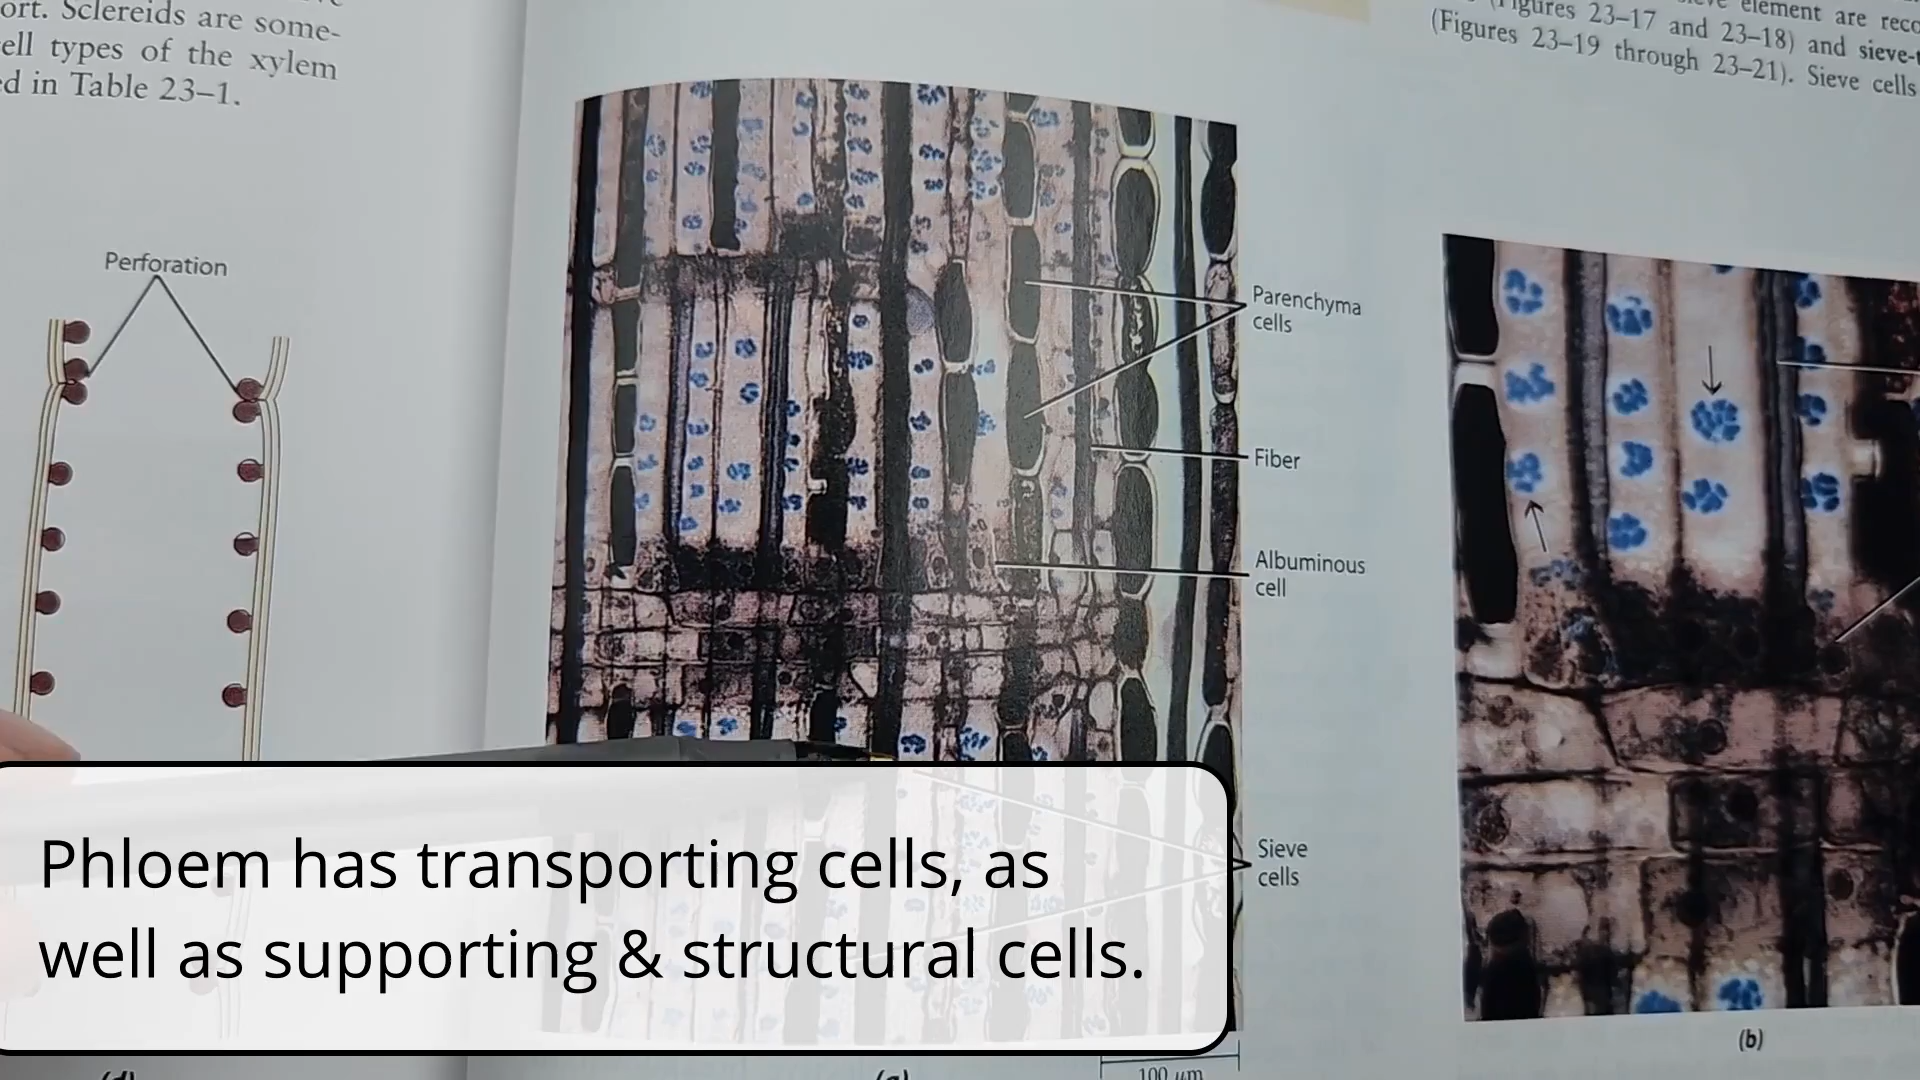 ort. Sclereids are some-
ell types of the xylem
ed in Table 23–1.
Perforation
(d)
Parenchyma
cells
Fiber
Albuminous
cell
Sieve
cells
100 µm
(a)
element are reco
(Figures 23–17 and 23–18) and sieve-t
(Figures 23–19 through 23–21). Sieve cells
(b)
Phloem has transporting cells, as
well as supporting & structural cells.